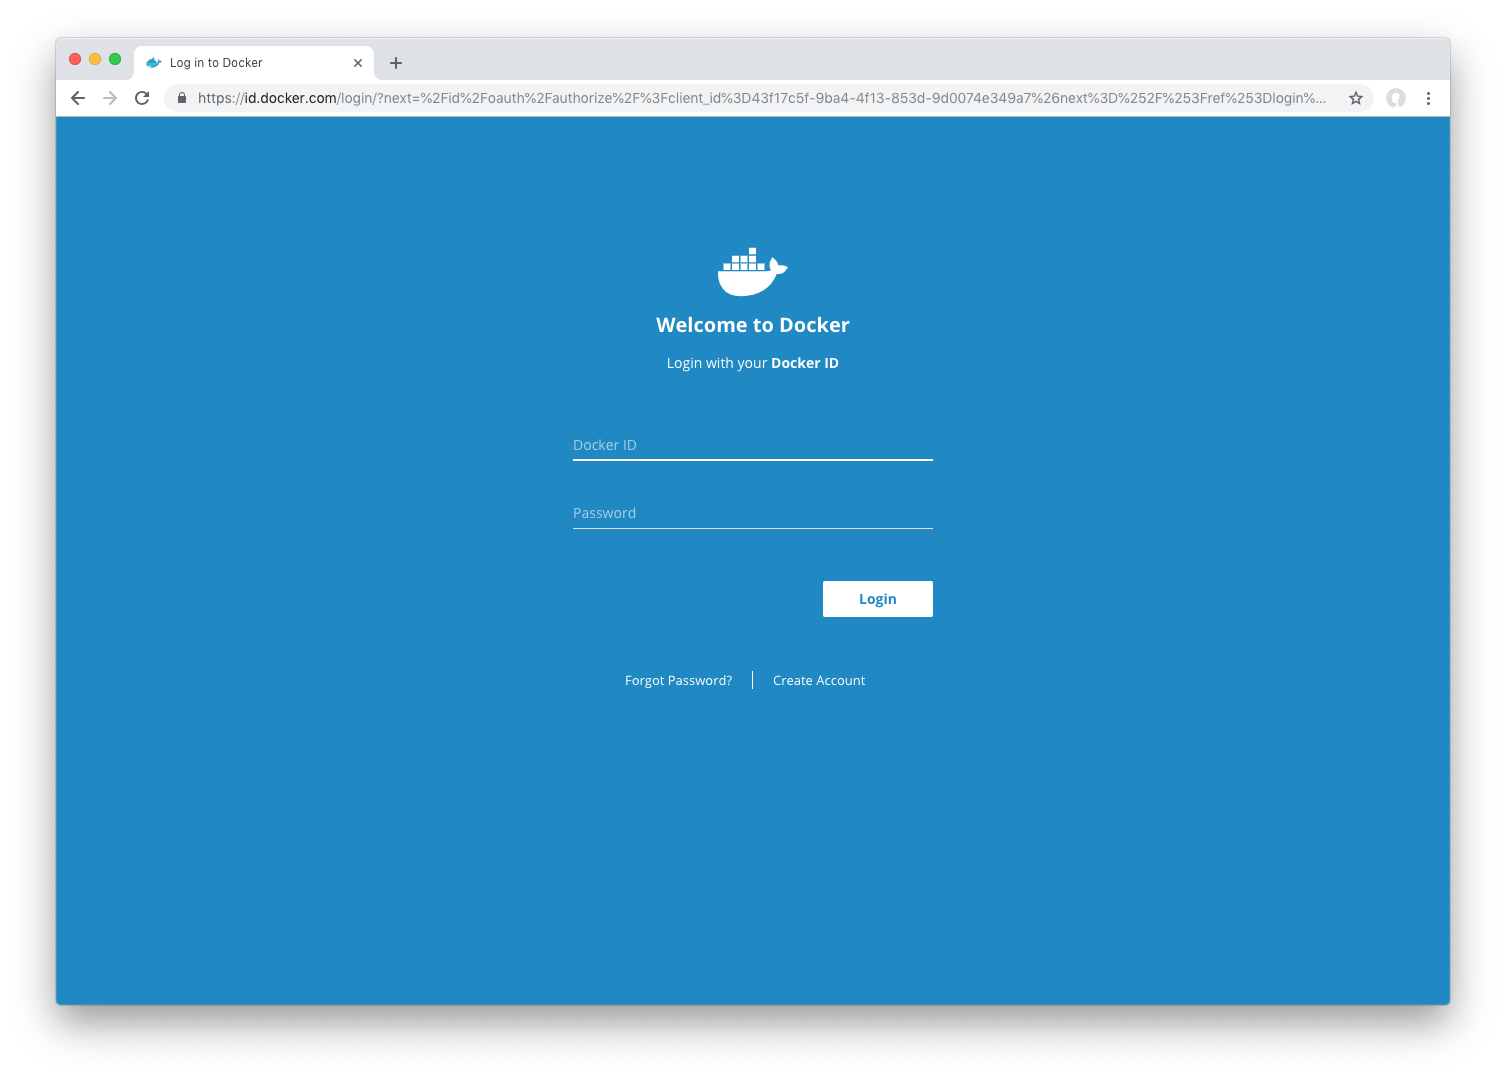 Log in to Docker
https://id.docker.com/login/?next=%2Fid%2Foauth%2Fauthorize%2F%3Fclient_id%3D43f17c5f-9ba4-4f13-853d-9d0074e349a7%26next%3D%252F%253Fref%253Dlogin%...
Welcome to Docker
Login with your Docker ID
Docker ID
Password
Login
Forgot Password? | Create Account